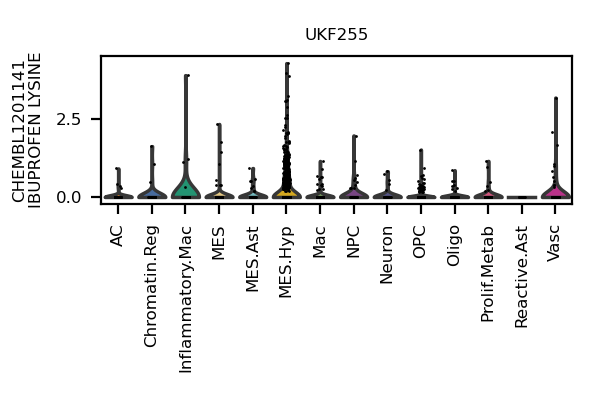 UKF255
CHEMBL1201141
IBUPROFEN LYSINE
2.5
0.0
AC
Chromatin.Reg
Inflammatory.Mac
MES
MES.Ast
MES.Hyp
Mac
NPC
Neuron
OPC
Oligo
Prolif.Metab
Reactive.Ast
Vasc